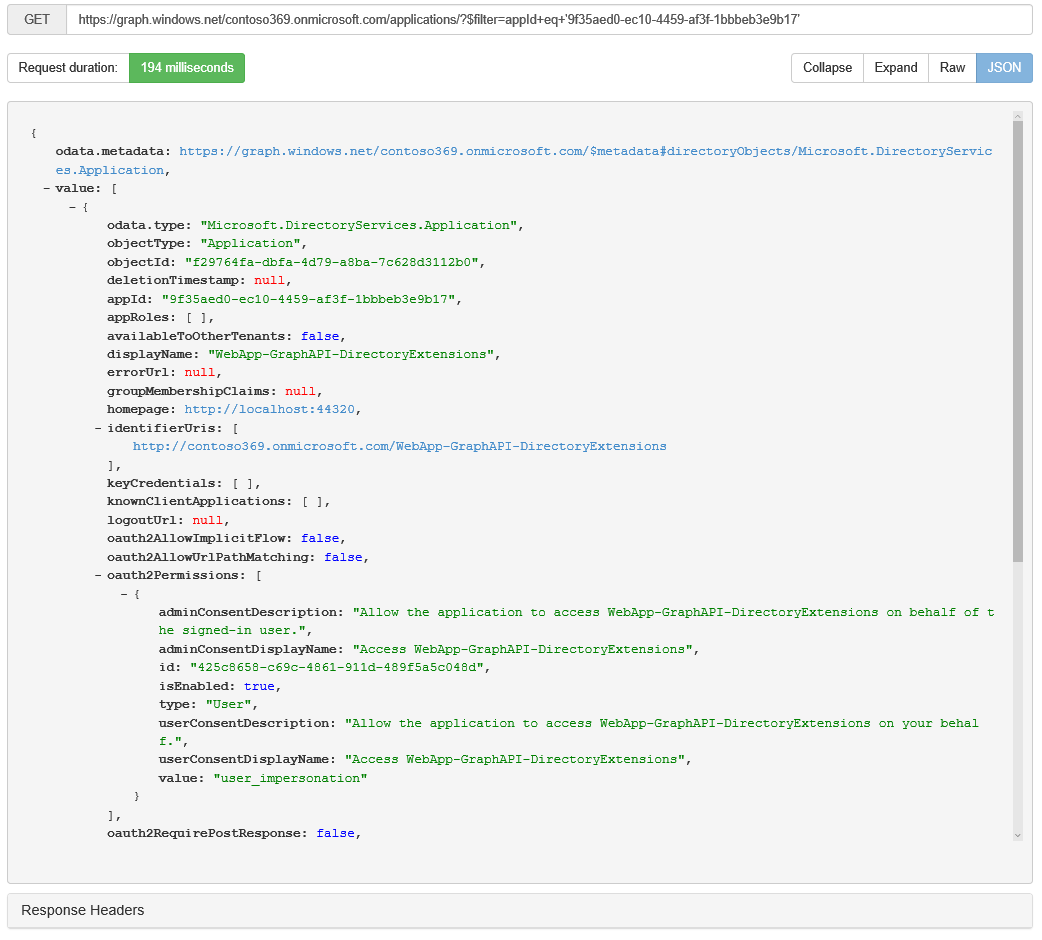 GET https://graph.windows.net/contoso369.onmicrosoft.com/applications/?$filter=appId+eq+'9f35aed0-ec10-4459-af3f-1bbbeb3e9b17'
Request duration: 194 milliseconds Collapse Expand Raw JSON
{
odata.metadata: https://graph.windows.net/contoso369.onmicrosoft.com/$metadata#directoryObjects/Microsoft.DirectoryServic
es.Application,
– value: [
– {
odata.type: "Microsoft.DirectoryServices.Application",
objectType: "Application",
objectId: "f29764fa-dbfa-4d79-a8ba-7c628d3112b0",
deletionTimestamp: null,
appId: "9f35aed0-ec10-4459-af3f-1bbbeb3e9b17",
appRoles: [ ],
availableToOtherTenants: false,
displayName: "WebApp-GraphAPI-DirectoryExtensions",
errorUrl: null,
groupMembershipClaims: null,
homepage: http://localhost:44320,
– identifierUris: [
http://contoso369.onmicrosoft.com/WebApp-GraphAPI-DirectoryExtensions
],
keyCredentials: [ ],
knownClientApplications: [ ],
logoutUrl: null,
oauth2AllowImplicitFlow: false,
oauth2AllowUrlPathMatching: false,
– oauth2Permissions: [
– {
adminConsentDescription: "Allow the application to access WebApp-GraphAPI-DirectoryExtensions on behalf of t
he signed-in user.",
adminConsentDisplayName: "Access WebApp-GraphAPI-DirectoryExtensions",
id: "425c8658-c69c-4861-911d-489f5a5c048d",
isEnabled: true,
type: "User",
userConsentDescription: "Allow the application to access WebApp-GraphAPI-DirectoryExtensions on your behal
f.",
userConsentDisplayName: "Access WebApp-GraphAPI-DirectoryExtensions",
value: "user_impersonation"
}
],
oauth2RequirePostResponse: false,
Response Headers